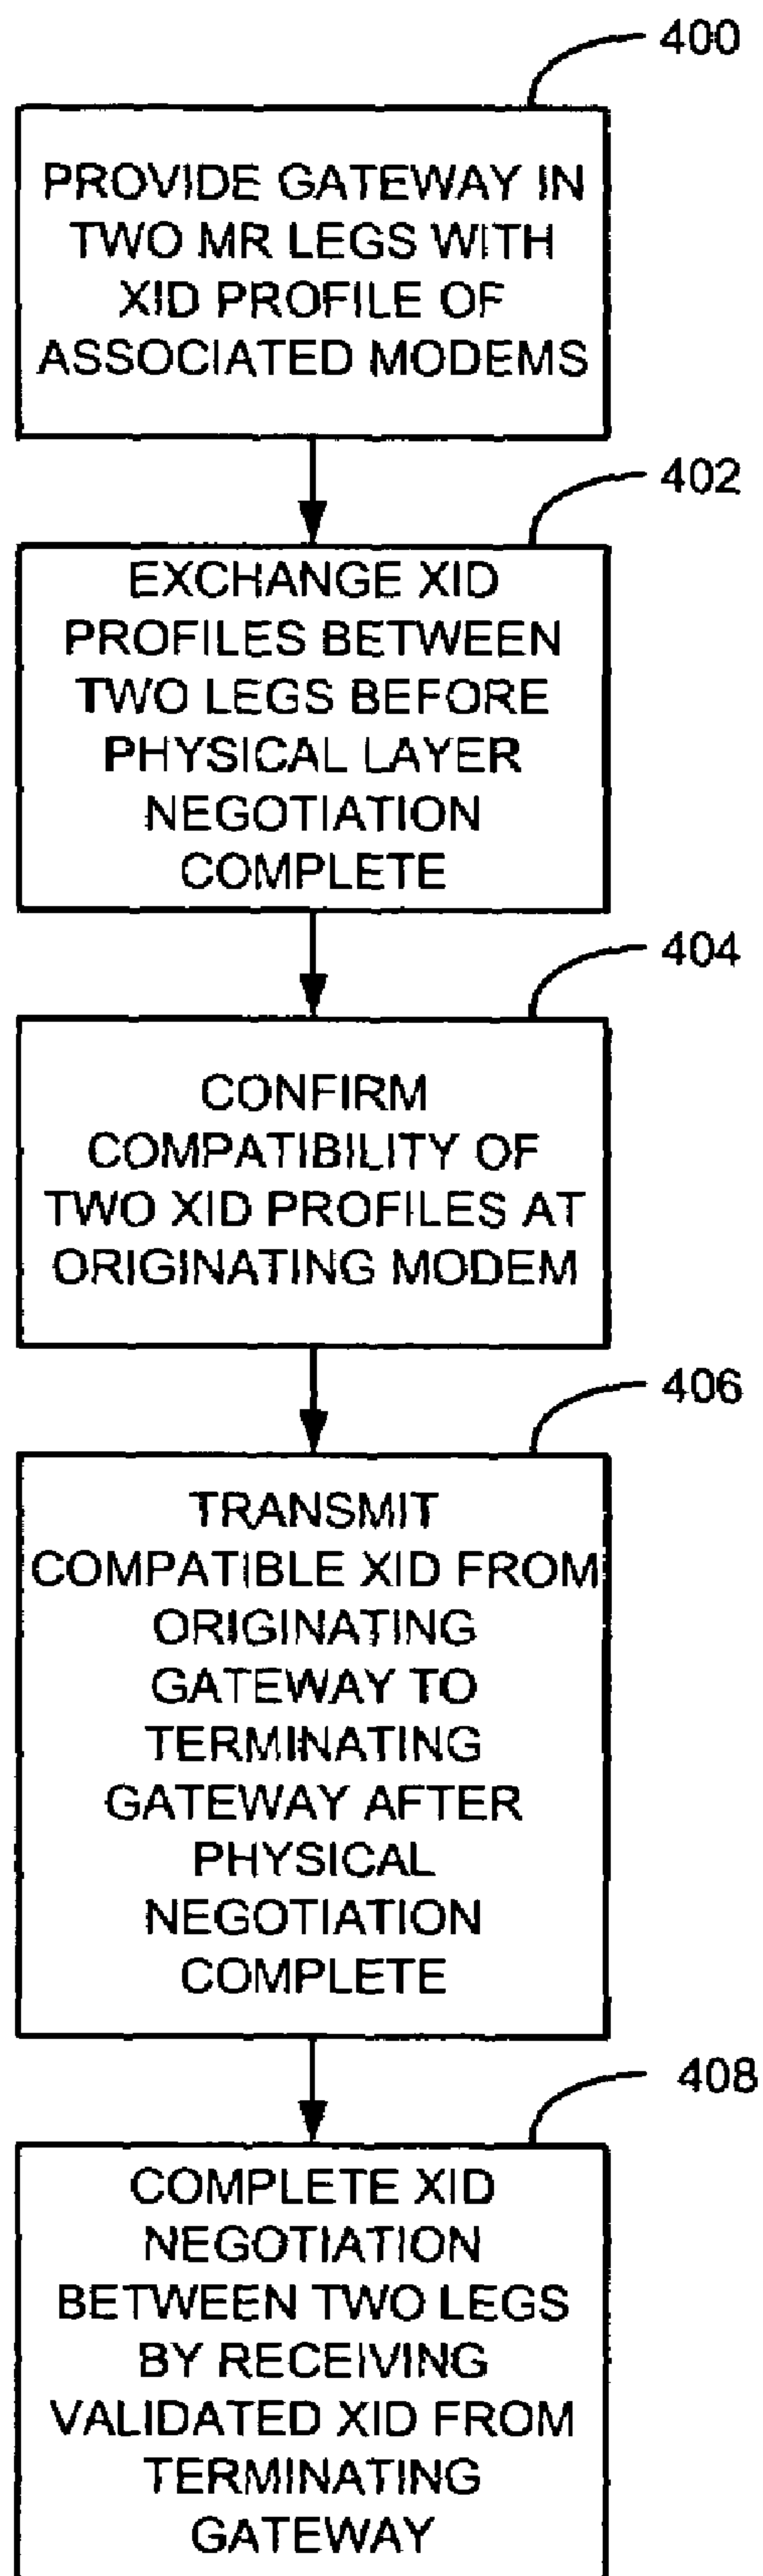 400
PROVIDE GATEWAY IN
TWO MR LEGS WITH
XID PROFILE OF
ASSOCIATED MODEMS
402
EXCHANGE XID
PROFILES BETWEEN
TWO LEGS BEFORE
PHYSICAL LAYER
NEGOTIATION
COMPLETE
404
CONFIRM
COMPATIBILITY OF
TWO XID PROFILES AT
ORIGINATING MODEM
406
TRANSMIT
COMPATIBLE XID FROM
ORIGINATING
GATEWAY TO
TERMINATING
GATEWAY AFTER
PHYSICAL
NEGOTIATION
COMPLETE
408
COMPLETE XID
NEGOTIATION
BETWEEN TWO LEGS
BY RECEIVING
VALIDATED XID FROM
TERMINATING
GATEWAY